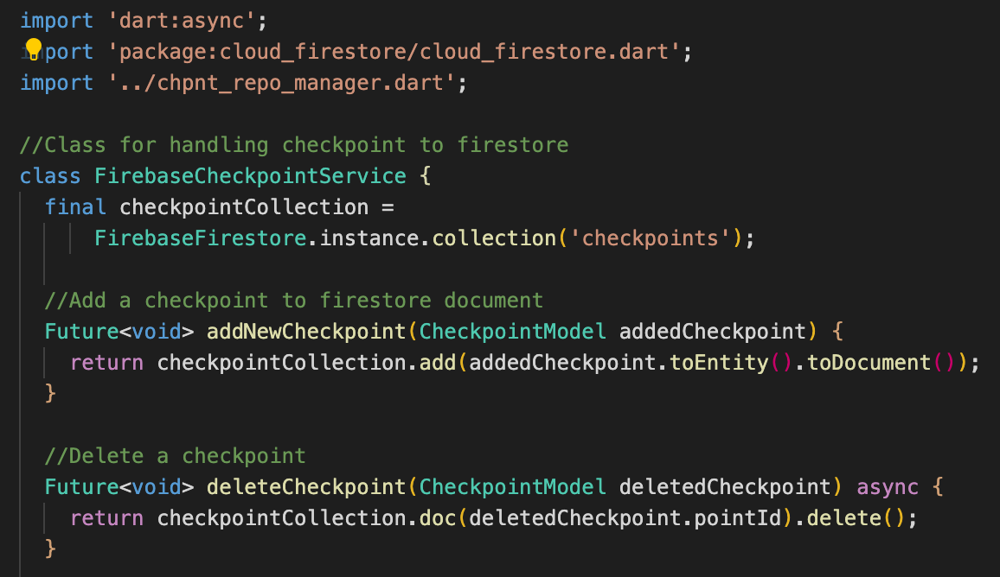 import 'dart:async';
import 'package:cloud_firestore/cloud_firestore.dart';
import '../chpnt_repo_manager.dart';
//Class for handling checkpoint to firestore
class FirebaseCheckpointService {
final checkpointCollection =
FirebaseFirestore.instance.collection('checkpoints');
//Add a checkpoint to firestore document
Future<void> addNewCheckpoint(CheckpointModel addedCheckpoint) {
return checkpointCollection.add(addedCheckpoint.toEntity().toDocument());
}
//Delete a checkpoint
Future<void> deleteCheckpoint(CheckpointModel deletedCheckpoint) async {
return checkpointCollection.doc(deletedCheckpoint.pointId).delete();
}